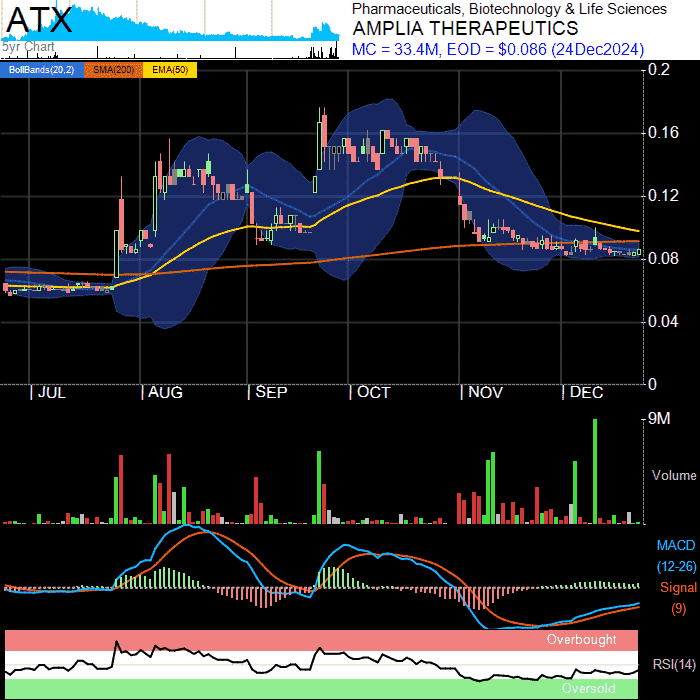 ATX
Pharmaceuticals, Biotechnology & Life Sciences
AMPLIA THERAPEUTICS
5yr Chart
MC = 33.4M, EOD = $0.086 (24Dec2024)
BollBands(20,2) SMA(200) EMA(50)
0.2
0.16
0.12
0.08
0.04
0
JUL AUG SEP OCT NOV DEC
9M
Volume
MACD
(12-26)
Signal
(9)
Overbought
RSI(14)
Oversold